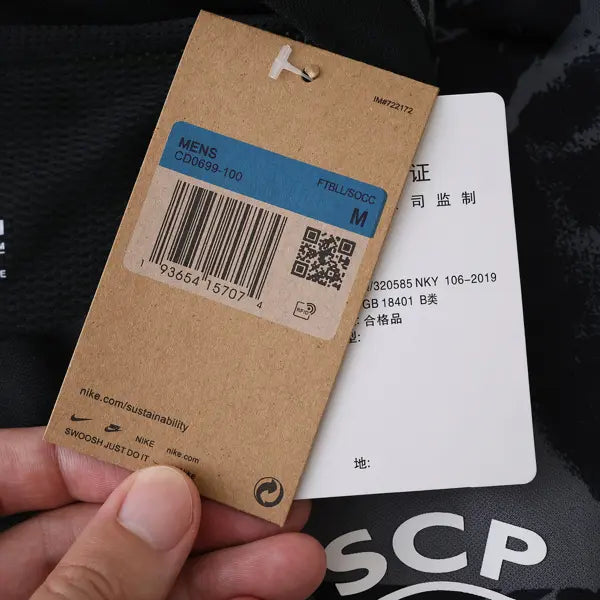 IM#722172
MENS
CD0699-100
FTBLL/SOCC
M
1 93654 15707 4
RFID
nike.com/sustainability
NIKE
nike.com
SWOOSH JUST DO IT
证
司 监 制
/320585 NKY 106-2019
GB 18401 B类
: 合格品
型:
地:
SCP